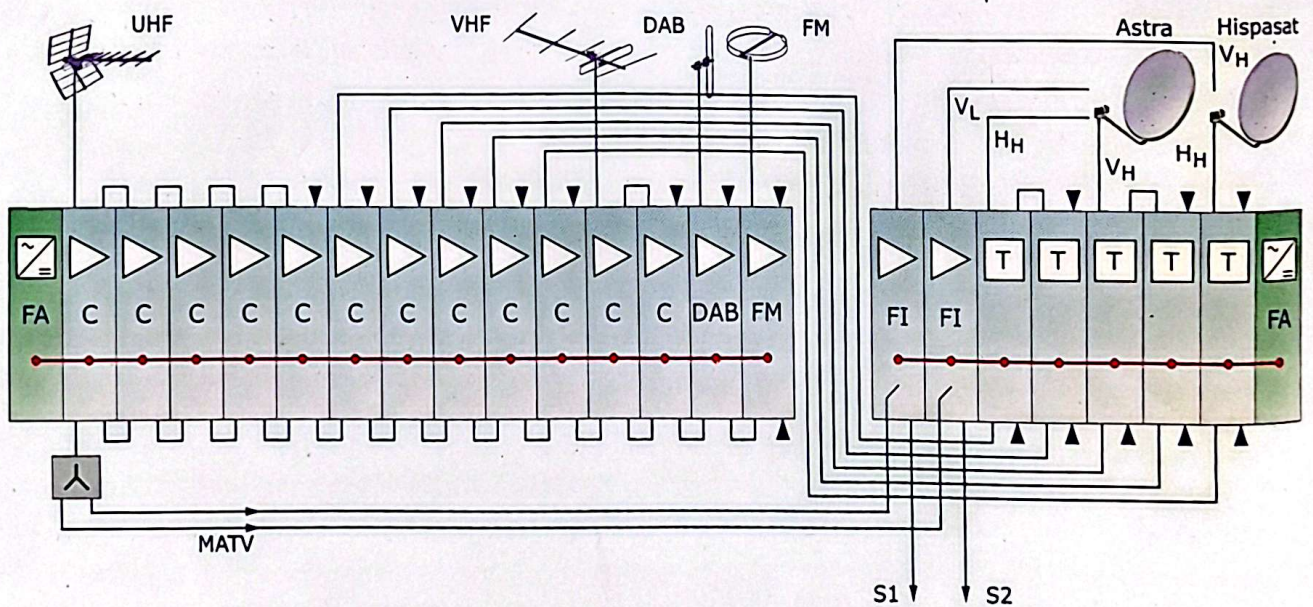 UHF VHF DAB FM Astra Hispasat
V_H
V_L
H_H V_H H_H
T T T T T
FA C C C C C C C C C C C C DAB FM FI FI FA
MATV
S1 S2